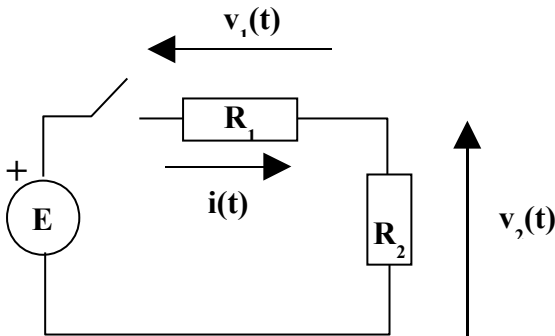 v₁(t)
R₁
+
i(t)
E
R₂
v₂(t)